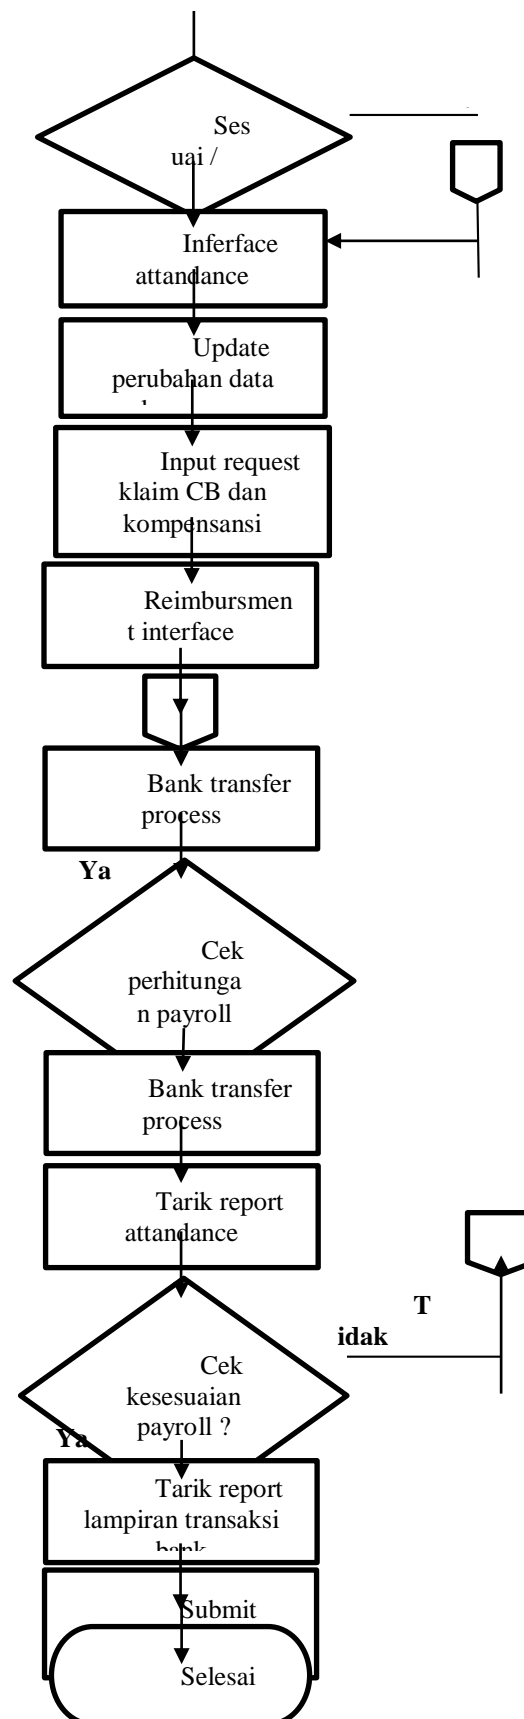 Ses
uai /
Inferface
attandance
Update
perubahan data
Input request
klaim CB dan
kompensansi
Reimbursmen
t interface
Bank transfer
process
Ya
Cek
perhitunga
n payroll
Bank transfer
process
Tarik report
attandance
T
idak
Cek
kesesuaian
payroll ?
Ya
Tarik report
lampiran transaksi
bank
Submit
Selesai